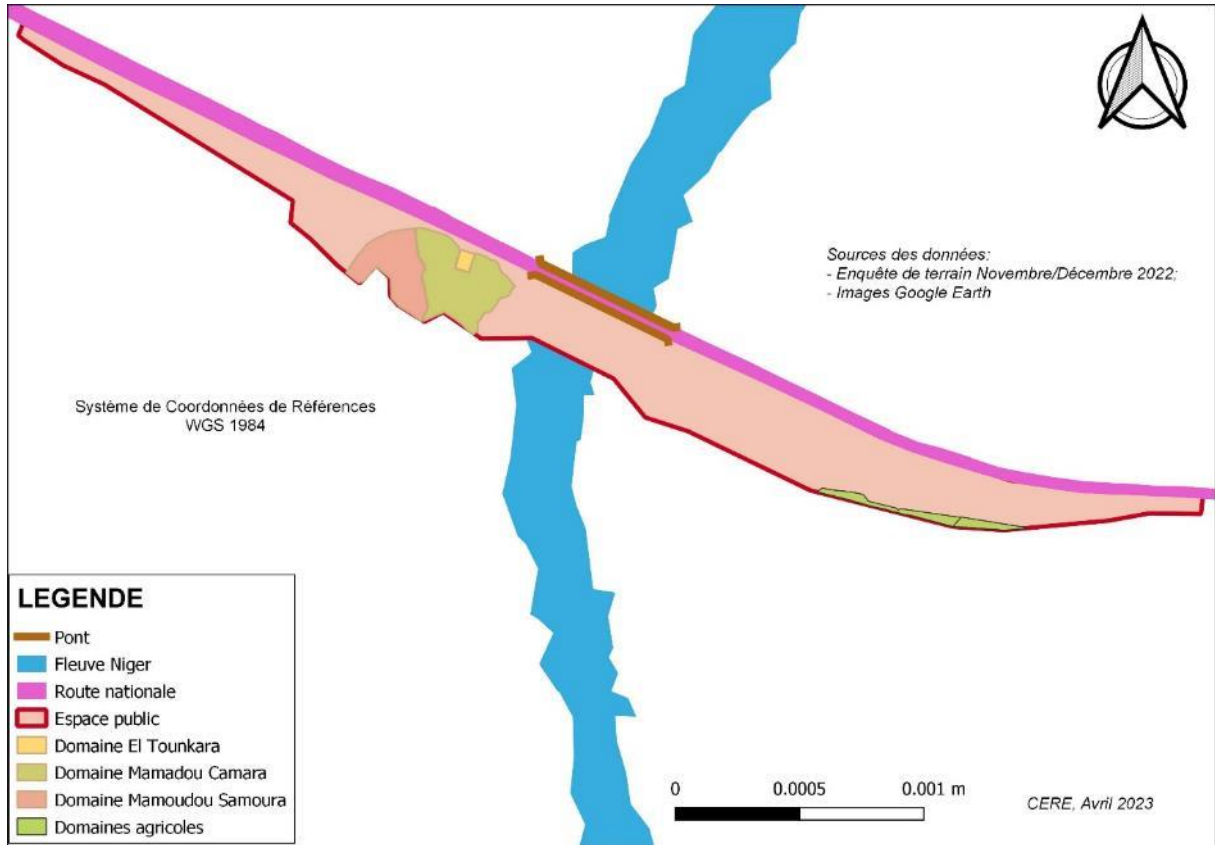 Sources des données:
- Enquête de terrain Novembre/Décembre 2022;
- Images Google Earth
Système de Coordonnées de Références
WGS 1984
LEGENDE
Pont
Fleuve Niger
Route nationale
Espace public
Domaine El Tounkara
Domaine Mamadou Camara
Domaine Mamoudou Samoura
Domaines agricoles
0 0.0005 0.001 m
CERE, Avril 2023